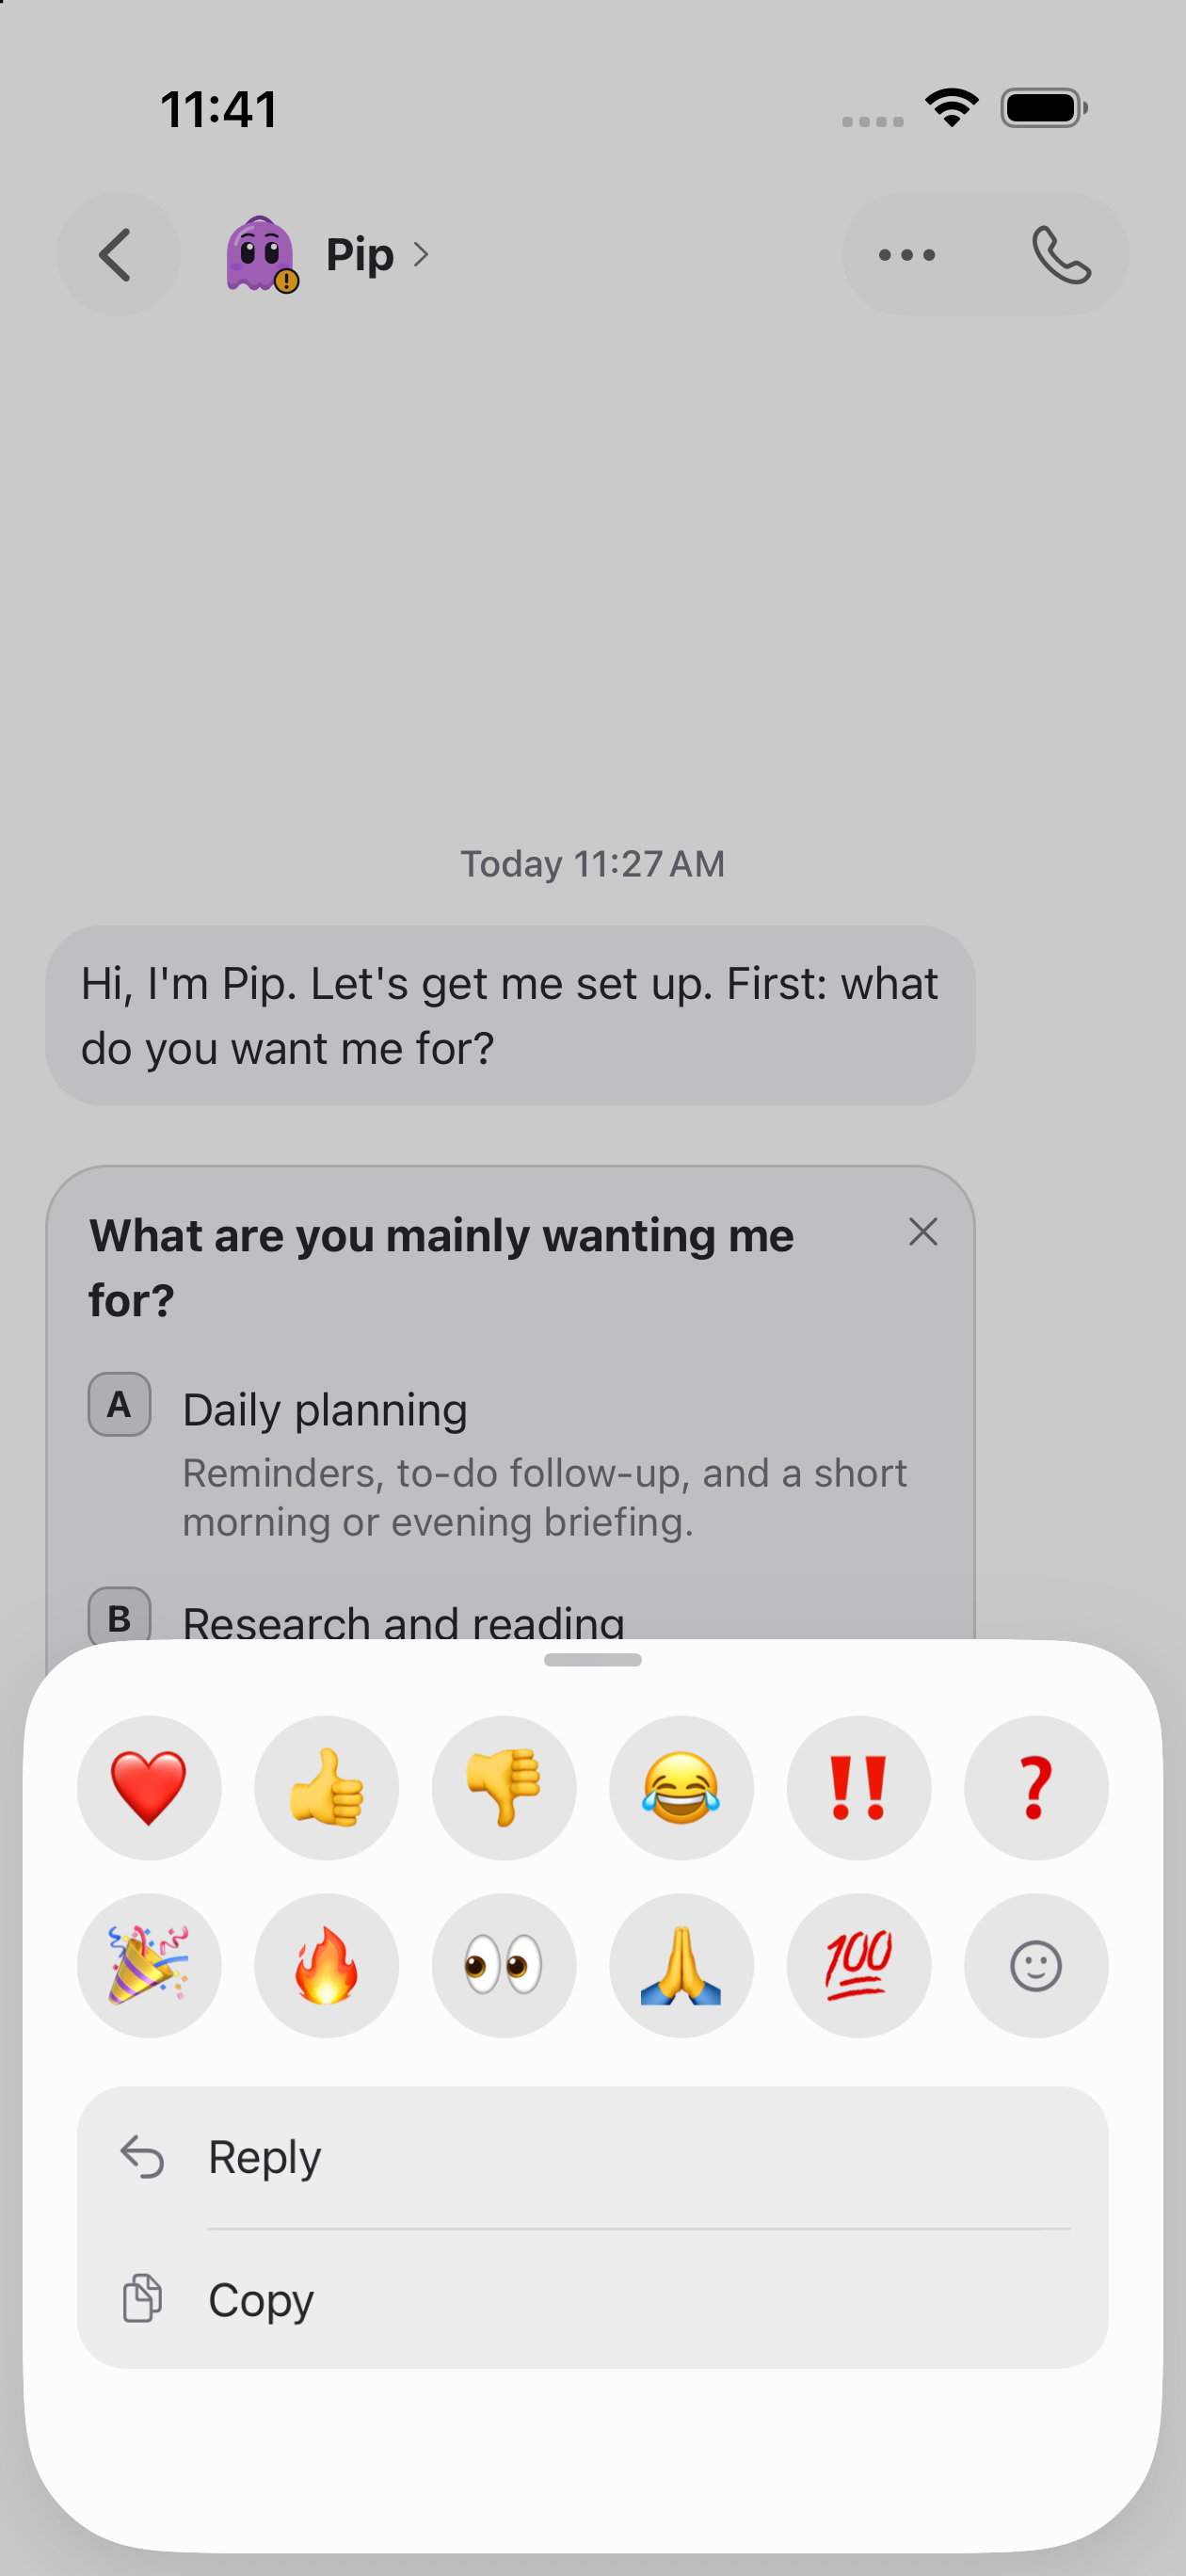 11:41
Pip
Today 11:27 AM
Hi, I'm Pip. Let's get me set up. First: what
do you want me for?
What are you mainly wanting me
for?
A
Daily planning
Reminders, to-do follow-up, and a short
morning or evening briefing.
B
Research and reading
Reply
Copy